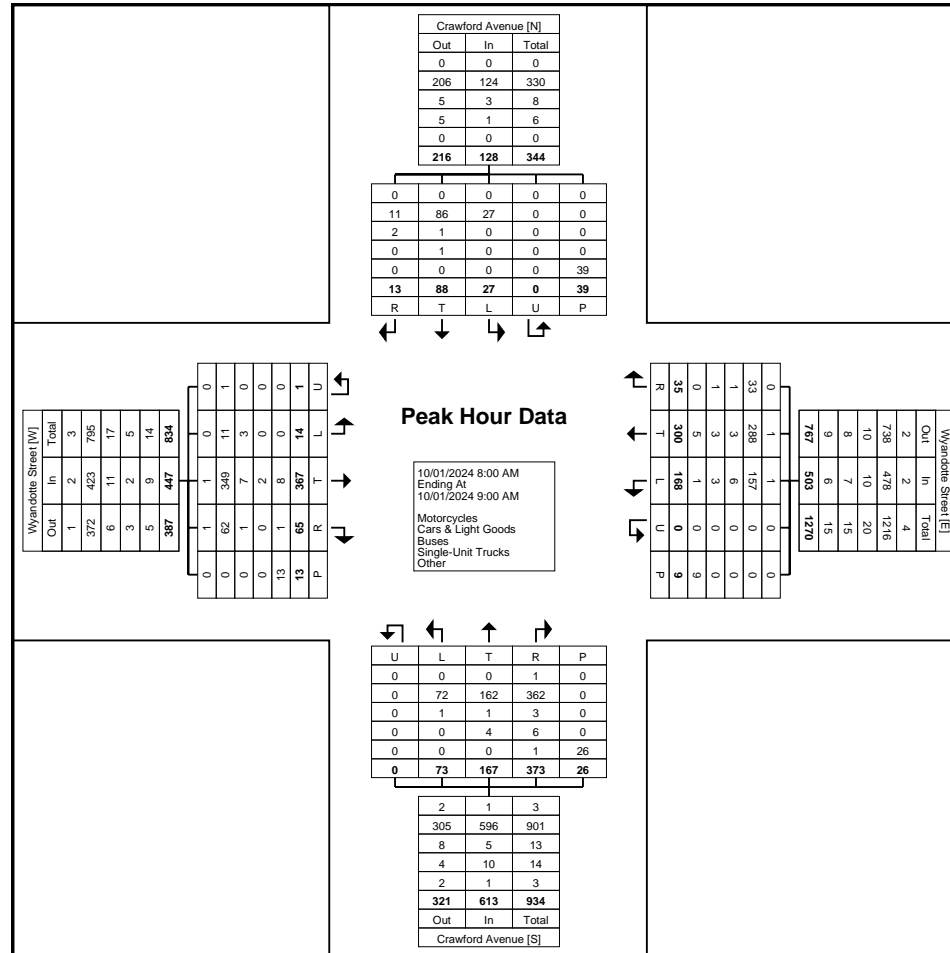 Crawford Avenue [N]
Out In Total
0 0 0
206 124 330
5 3 8
5 1 6
0 0 0
216 128 344
0 0 0 0 0
11 86 27 0 0
2 1 0 0 0
0 1 0 0 0
0 0 0 0 39
13 88 27 0 39
R T L U P
Wyandotte Street [W]
Total In Out
3 2 1
795 423 372
17 11 6
5 2 3
14 9 5
834 447 387
0 0 1 1 0
1 11 349 62 0
0 3 7 1 0
0 0 2 0 0
0 0 8 1 13
1 14 367 65 13
U L T R P
Peak Hour Data
10/01/2024 8:00 AM
Ending At
10/01/2024 9:00 AM
Motorcycles
Cars & Light Goods
Buses
Single-Unit Trucks
Other
Wyandotte Street [E]
Out In Total
2 2 4
738 478 1216
10 10 20
8 7 15
9 6 15
767 503 1270
0 1 1 0 0
33 288 157 0 0
1 3 6 0 0
1 3 3 0 0
0 5 1 0 9
35 300 168 0 9
R T L U P
U L T R P
0 0 0 1 0
0 72 162 362 0
0 1 1 3 0
0 0 4 6 0
0 0 0 1 26
0 73 167 373 26
2 1 3
305 596 901
8 5 13
4 10 14
2 1 3
321 613 934
Out In Total
Crawford Avenue [S]